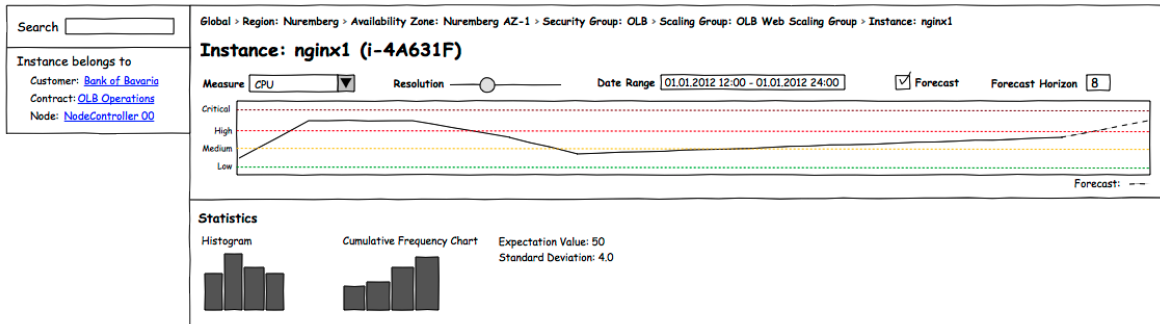 Search
Instance belongs to
Customer: Bank of Bavaria
Contract: OLB Operations
Node: NodeController 00
Global > Region: Nuremberg > Availability Zone: Nuremberg AZ-1 > Security Group: OLB > Scaling Group: OLB Web Scaling Group > Instance: nginx1
Instance: nginx1 (i-4A631F)
Measure CPU Resolution Date Range 01.01.2012 12:00 - 01.01.2012 24:00 Forecast Forecast Horizon 8
Critical
High
Medium
Low
Forecast:
Statistics
Histogram
Cumulative Frequency Chart
Expectation Value: 50
Standard Deviation: 4.0